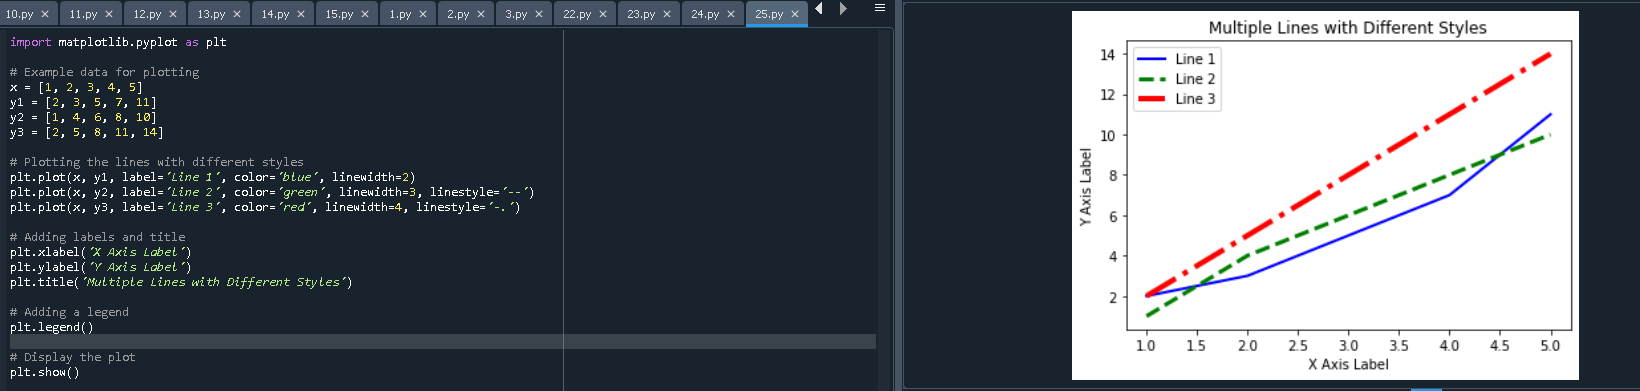 10.py 11.py 12.py 13.py 14.py 15.py 1.py 2.py 3.py 22.py 23.py 24.py 25.py
import matplotlib.pyplot as plt
# Example data for plotting
x = [1, 2, 3, 4, 5]
y1 = [2, 3, 5, 7, 11]
y2 = [1, 4, 6, 8, 10]
y3 = [2, 5, 8, 11, 14]
# Plotting the lines with different styles
plt.plot(x, y1, label='Line 1', color='blue', linewidth=2)
plt.plot(x, y2, label='Line 2', color='green', linewidth=3, linestyle='--')
plt.plot(x, y3, label='Line 3', color='red', linewidth=4, linestyle='-.')
# Adding labels and title
plt.xlabel('X Axis Label')
plt.ylabel('Y Axis Label')
plt.title('Multiple Lines with Different Styles')
# Adding a legend
plt.legend()
# Display the plot
plt.show()
Multiple Lines with Different Styles
Line 1
Line 2
Line 3
Y Axis Label
14
12
10
8
6
4
2
1.0 1.5 2.0 2.5 3.0 3.5 4.0 4.5 5.0
X Axis Label